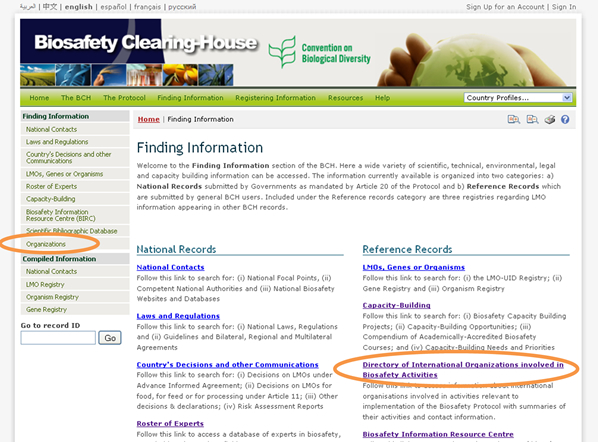 العربية | 中文 | english | español | français | русский
Sign Up for an Account | Sign In
Biosafety Clearing-House
Convention on
Biological Diversity
Home The BCH The Protocol Finding Information Registering Information Resources Help
Country Profiles...
Finding Information
National Contacts
Laws and Regulations
Country's Decisions and other
Communications
LMOs, Genes or Organisms
Roster of Experts
Capacity-Building
Biosafety Information
Resource Centre (BIRC)
Scientific Bibliographic Database
Organizations
Compiled Information
National Contacts
LMO Registry
Organism Registry
Gene Registry
Go to record ID
Go
Home | Finding Information
Finding Information
Welcome to the Finding Information section of the BCH. Here a wide variety of scientific, technical, environmental, legal
and capacity building information can be accessed. The information currently available is organized into two categories: a)
National Records submitted by Governments as mandated by Article 20 of the Protocol and b) Reference Records which
are submitted by general BCH users. Included under the Reference records category are three registries regarding LMO
information appearing in other BCH records.
National Records
National Contacts
Follow this link to search for: (i) National Focal Points, (ii)
Competent National Authorities and (iii) National Biosafety
Websites and Databases
Laws and Regulations
Follow this link to search for: (i) National Laws, Regulations
and (ii) Guidelines and Bilateral, Regional and Multilateral
Agreements
Country's Decisions and other Communications
Follow this link to search for: (i) Decisions on LMOs under
Advance Informed Agreement; (ii) Decisions on LMOs for
food, for feed or for processing under Article 11; (iii) Other
decisions & declarations; (iv) Risk Assessment Reports
Roster of Experts
Follow this link to access a database of experts in biosafety,
Reference Records
LMOs, Genes or Organisms
Follow this link to search for: (i) the LMO-UID Registry; (ii)
Gene Registry and (iii) Organism Registry
Capacity-Building
Follow this link to search for: (i) Biosafety Capacity Building
Projects; (ii) Capacity-Building Opportunities; (iii)
Compendium of Academically-Accredited Biosafety
Courses; and (iv) Capacity-Building Needs and Priorities
Directory of International Organizations involved in
Biosafety Activities
Follow this link to access information about international
organisations involved in activities relevant to
implementation of the Biosafety Protocol with summaries of
their activities and contact information.
Biosafety Information Resource Centre